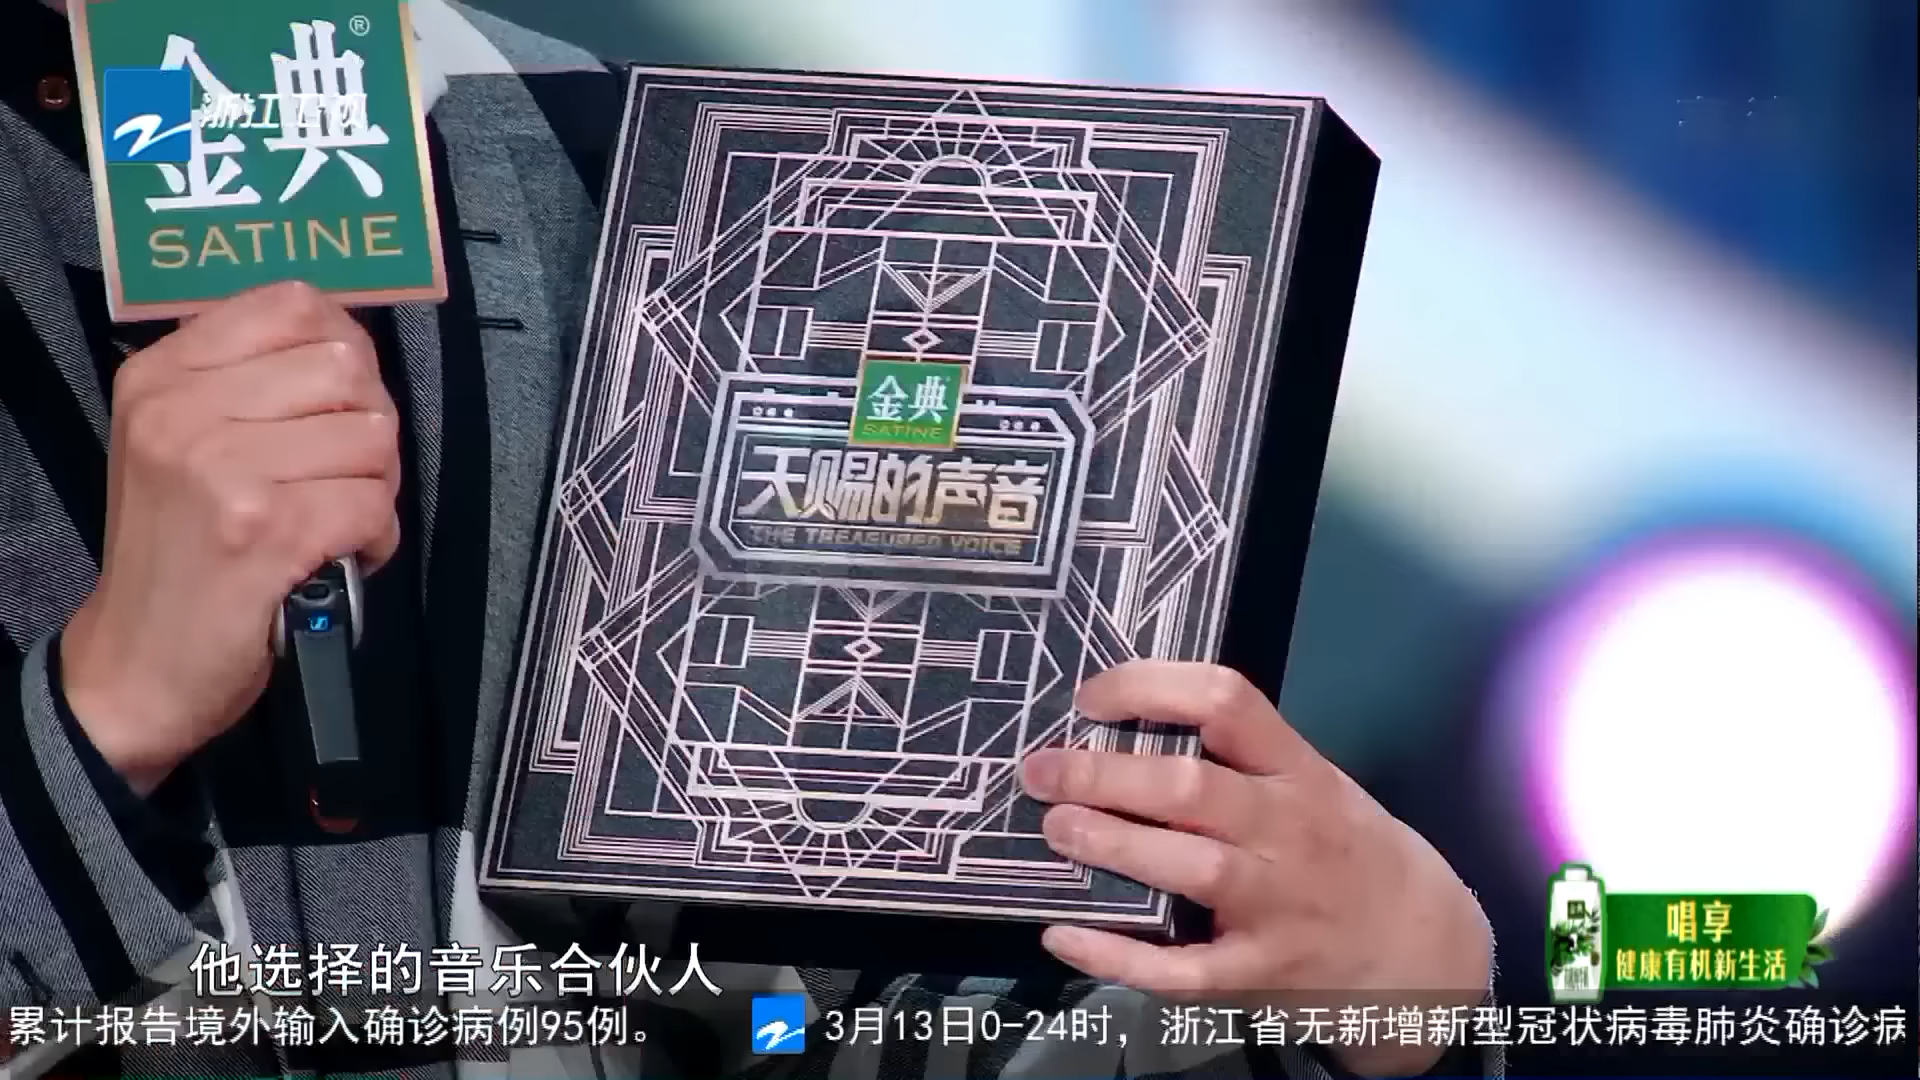 金典®
SATINE
浙江卫视
金典
SATINE
天赐的声音
THE TREASURED VOICE
唱享
健康有机新生活
他选择的音乐合伙人
累计报告境外输入确诊病例95例。 3月13日0-24时，浙江省无新增新型冠状病毒肺炎确诊病